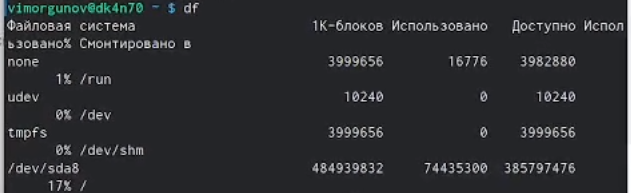 vimorgunov@dk4n70 ~ $ df
Файловая система 1K-блоков Использовано Доступно Испол
ьзовано% Cмонтировано в
none 3999656 16776 3982880
1% /run
udev 10240 0 10240
0% /dev
tmpfs 3999656 0 3999656
0% /dev/shm
/dev/sda8 484939832 74435300 385797476
17% /